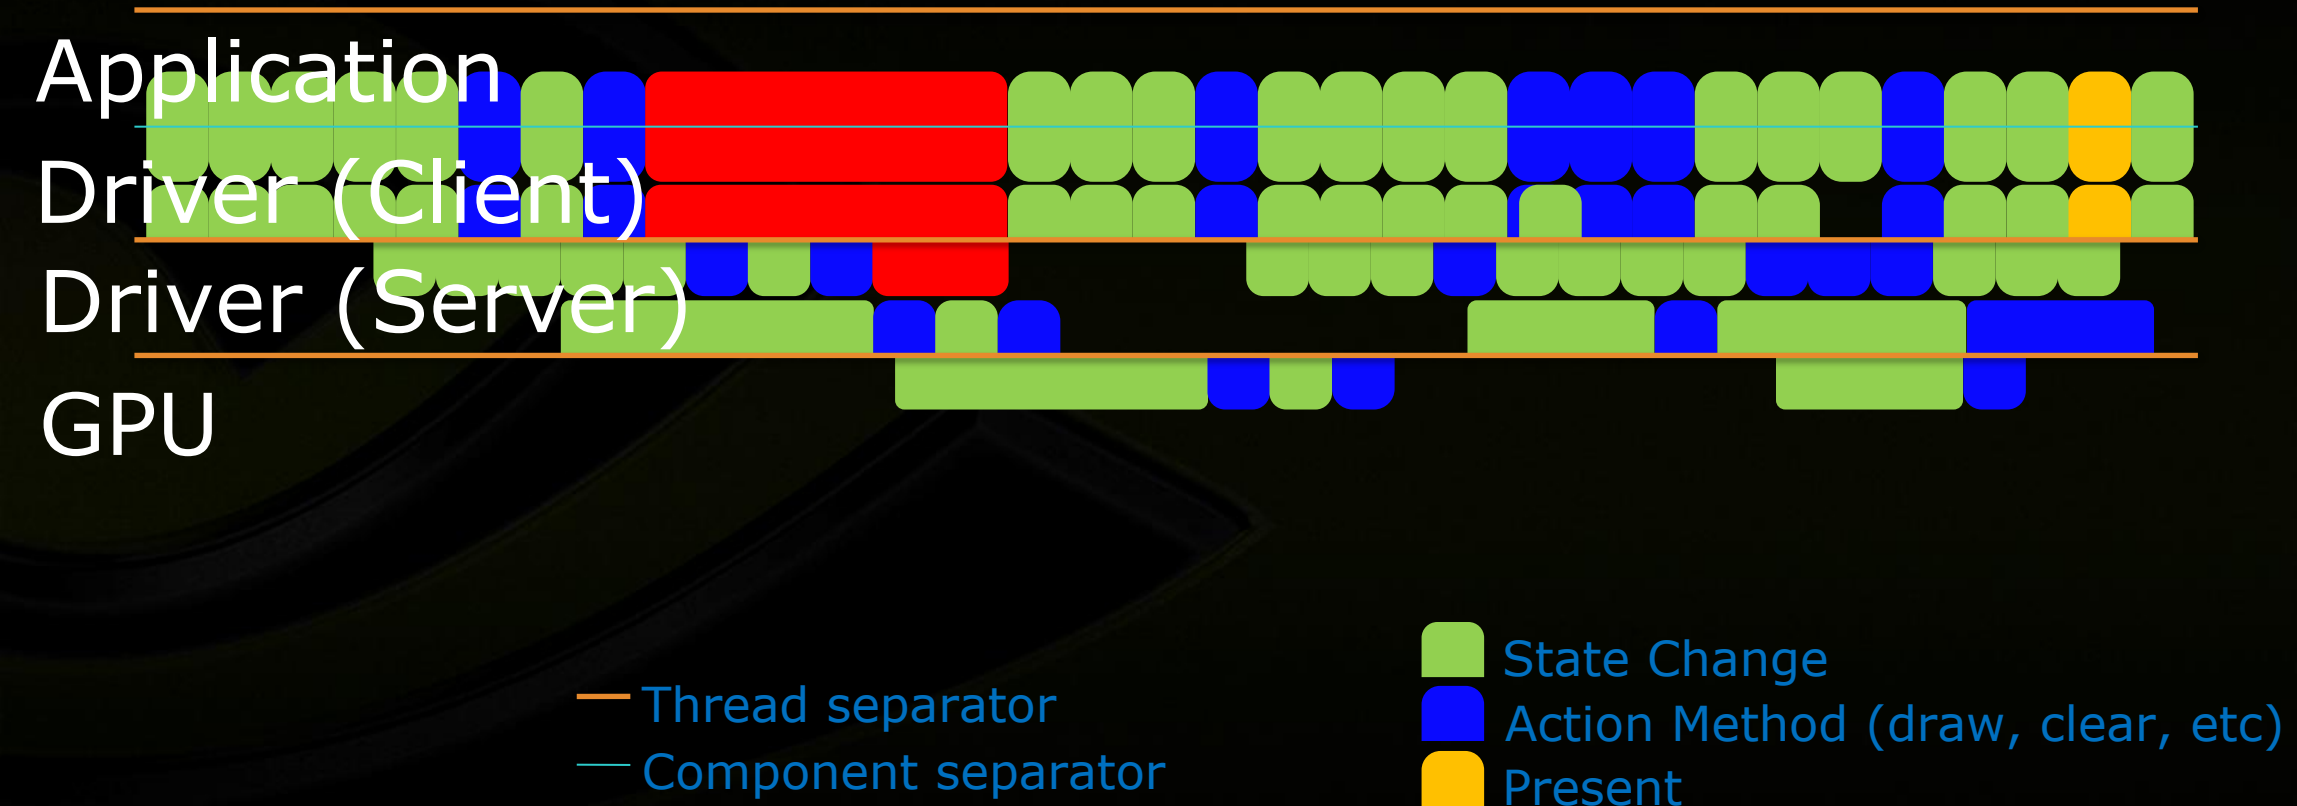 Application
Driver (Client)
Driver (Server)
GPU
Thread separator
Component separator
State Change
Action Method (draw, clear, etc)
Present